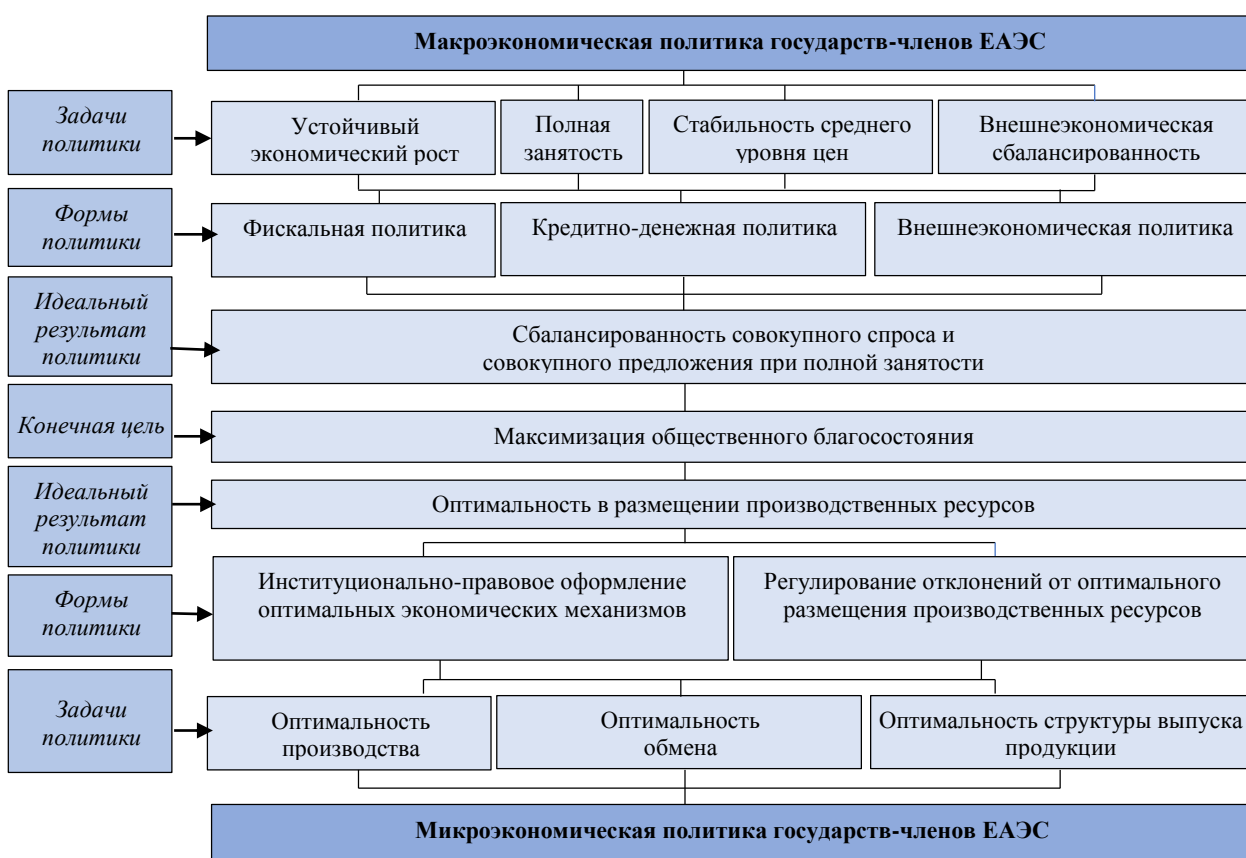 Макроэкономическая политика государств-членов ЕАЭС
Задачи
политики
Устойчивый
экономический рост
Полная
занятость
Стабильность среднего
уровня цен
Внешнеэкономическая
сбалансированность
Формы
политики
Фискальная политика
Кредитно-денежная политика
Внешнеэкономическая политика
Идеальный
результат
политики
Сбалансированность совокупного спроса и
совокупного предложения при полной занятости
Конечная цель
Максимизация общественного благосостояния
Идеальный
результат
политики
Оптимальность в размещении производственных ресурсов
Формы
политики
Институционально-правовое оформление
оптимальных экономических механизмов
Регулирование отклонений от оптимального
размещения производственных ресурсов
Задачи
политики
Оптимальность
производства
Оптимальность
обмена
Оптимальность структуры выпуска
продукции
Микроэкономическая политика государств-членов ЕАЭС